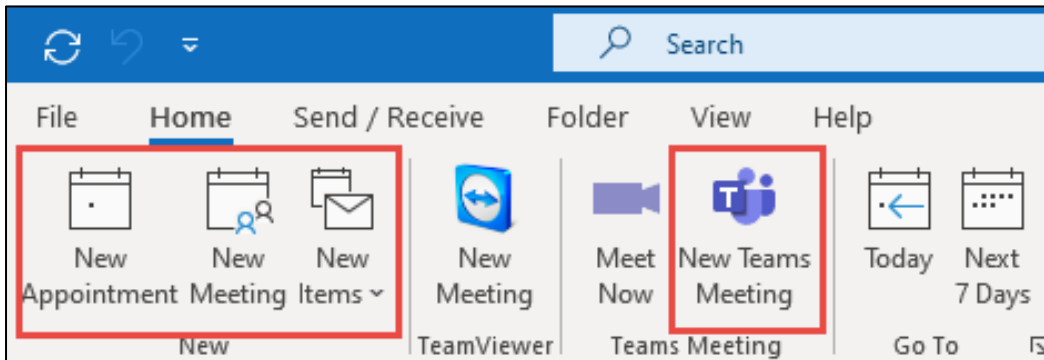 Search
File Home Send / Receive Folder View Help
New New New New Meet New Teams Today Next
Appointment Meeting Items Meeting Now Meeting 7 Days
New TeamViewer Teams Meeting Go To